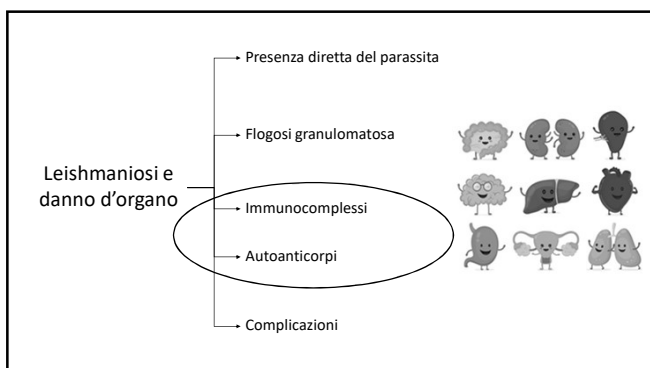 Presenza diretta del parassita
Flogosi granulomatosa
Leishmaniosi e
danno d'organo
Immunocomplessi
Autoanticorpi
Complicazioni